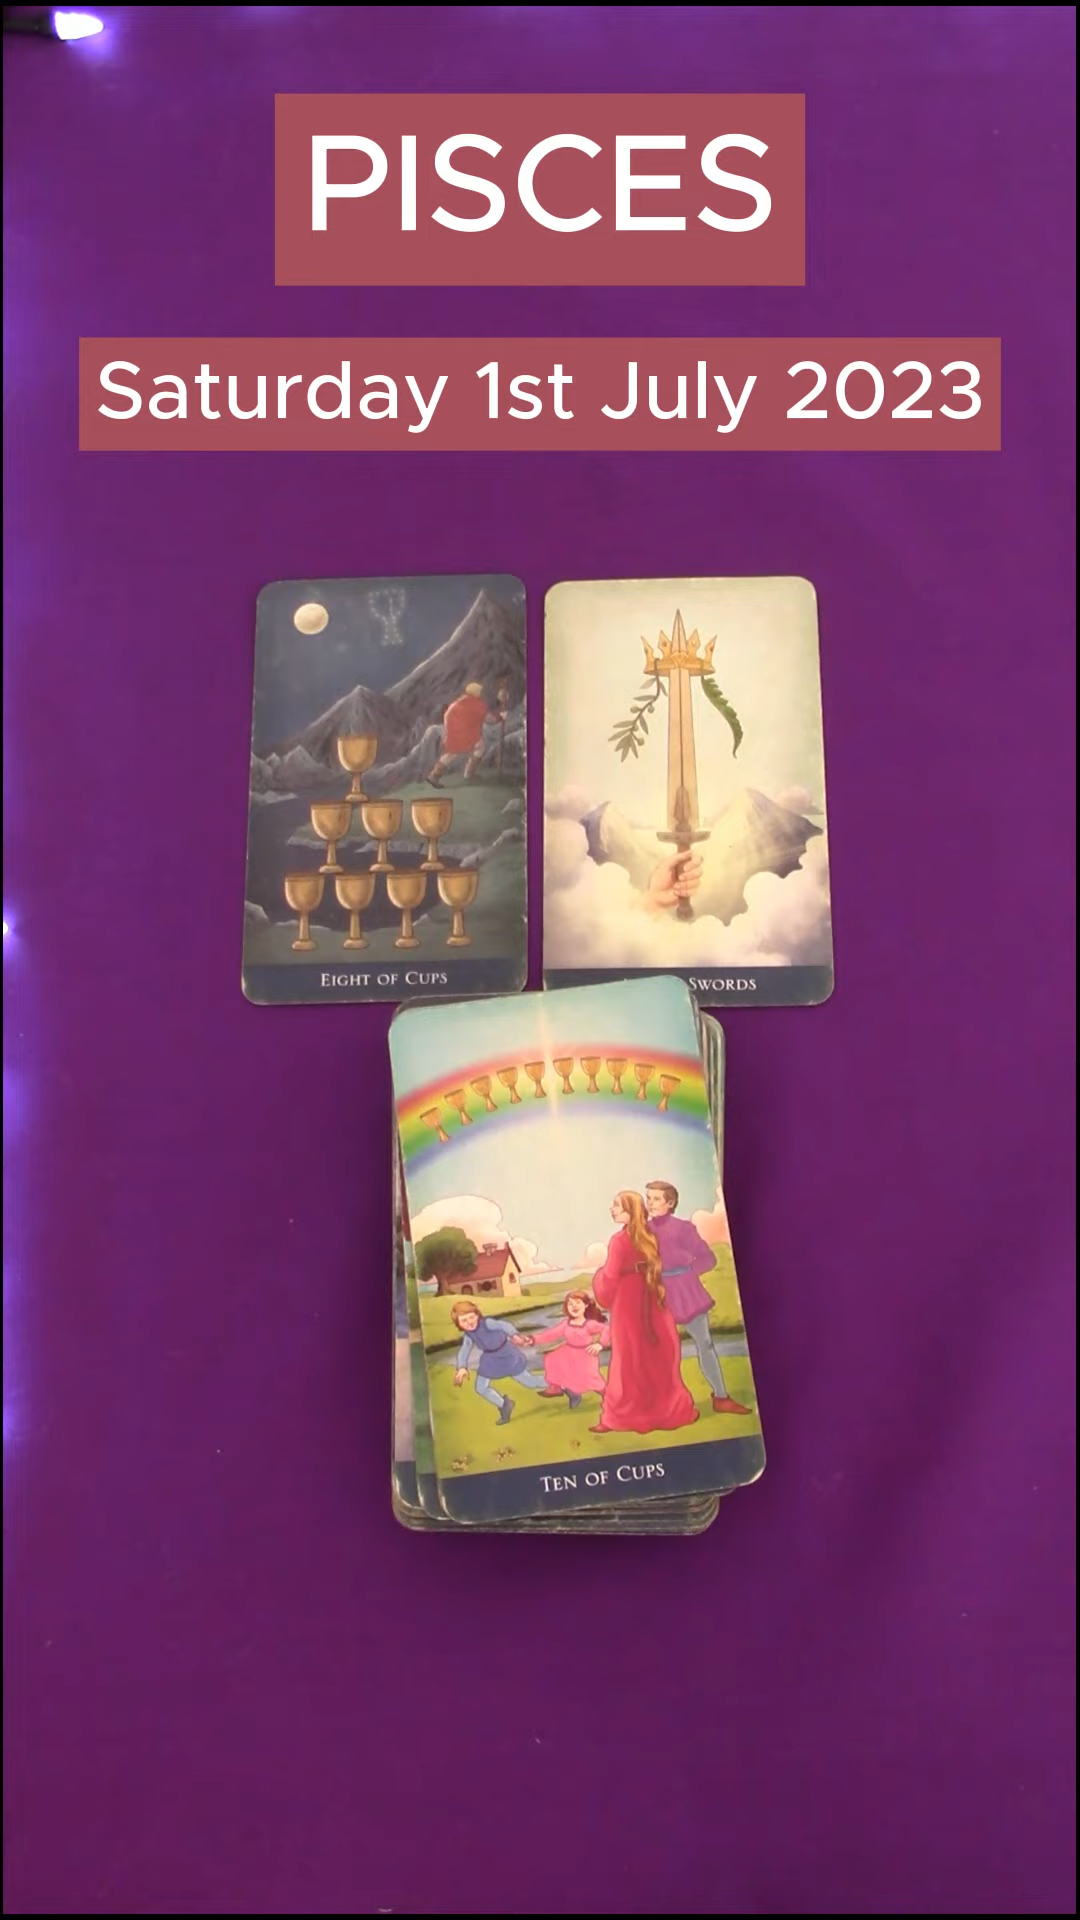 PISCES
Saturday 1st July 2023
EIGHT OF CUPS
SWORDS
TEN OF CUPS